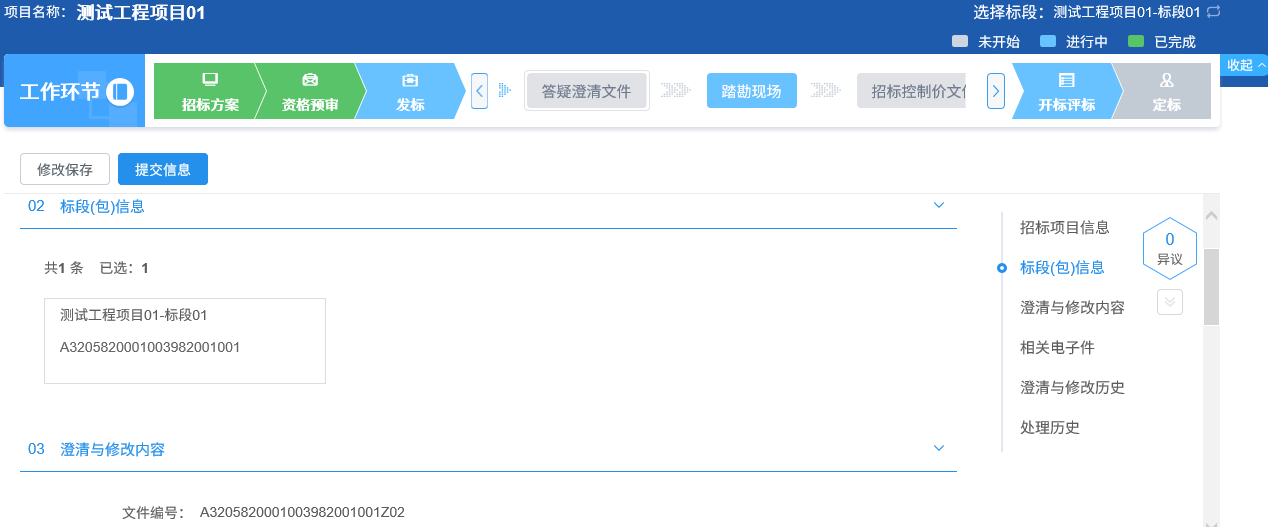 项目名称： 测试工程项目01
选择标段：测试工程项目01-标段01
未开始 进行中 已完成
收起
工作环节
招标方案 资格预审 发标
答疑澄清文件 踏勘现场 招标控制价文
开标评标 定标
修改保存 提交信息
02 标段(包)信息
共1 条 已选：1
测试工程项目01-标段01
A3205820001003982001001
03 澄清与修改内容
文件编号： A3205820001003982001001Z02
招标项目信息
标段(包)信息
澄清与修改内容
相关电子件
澄清与修改历史
处理历史
0
异议